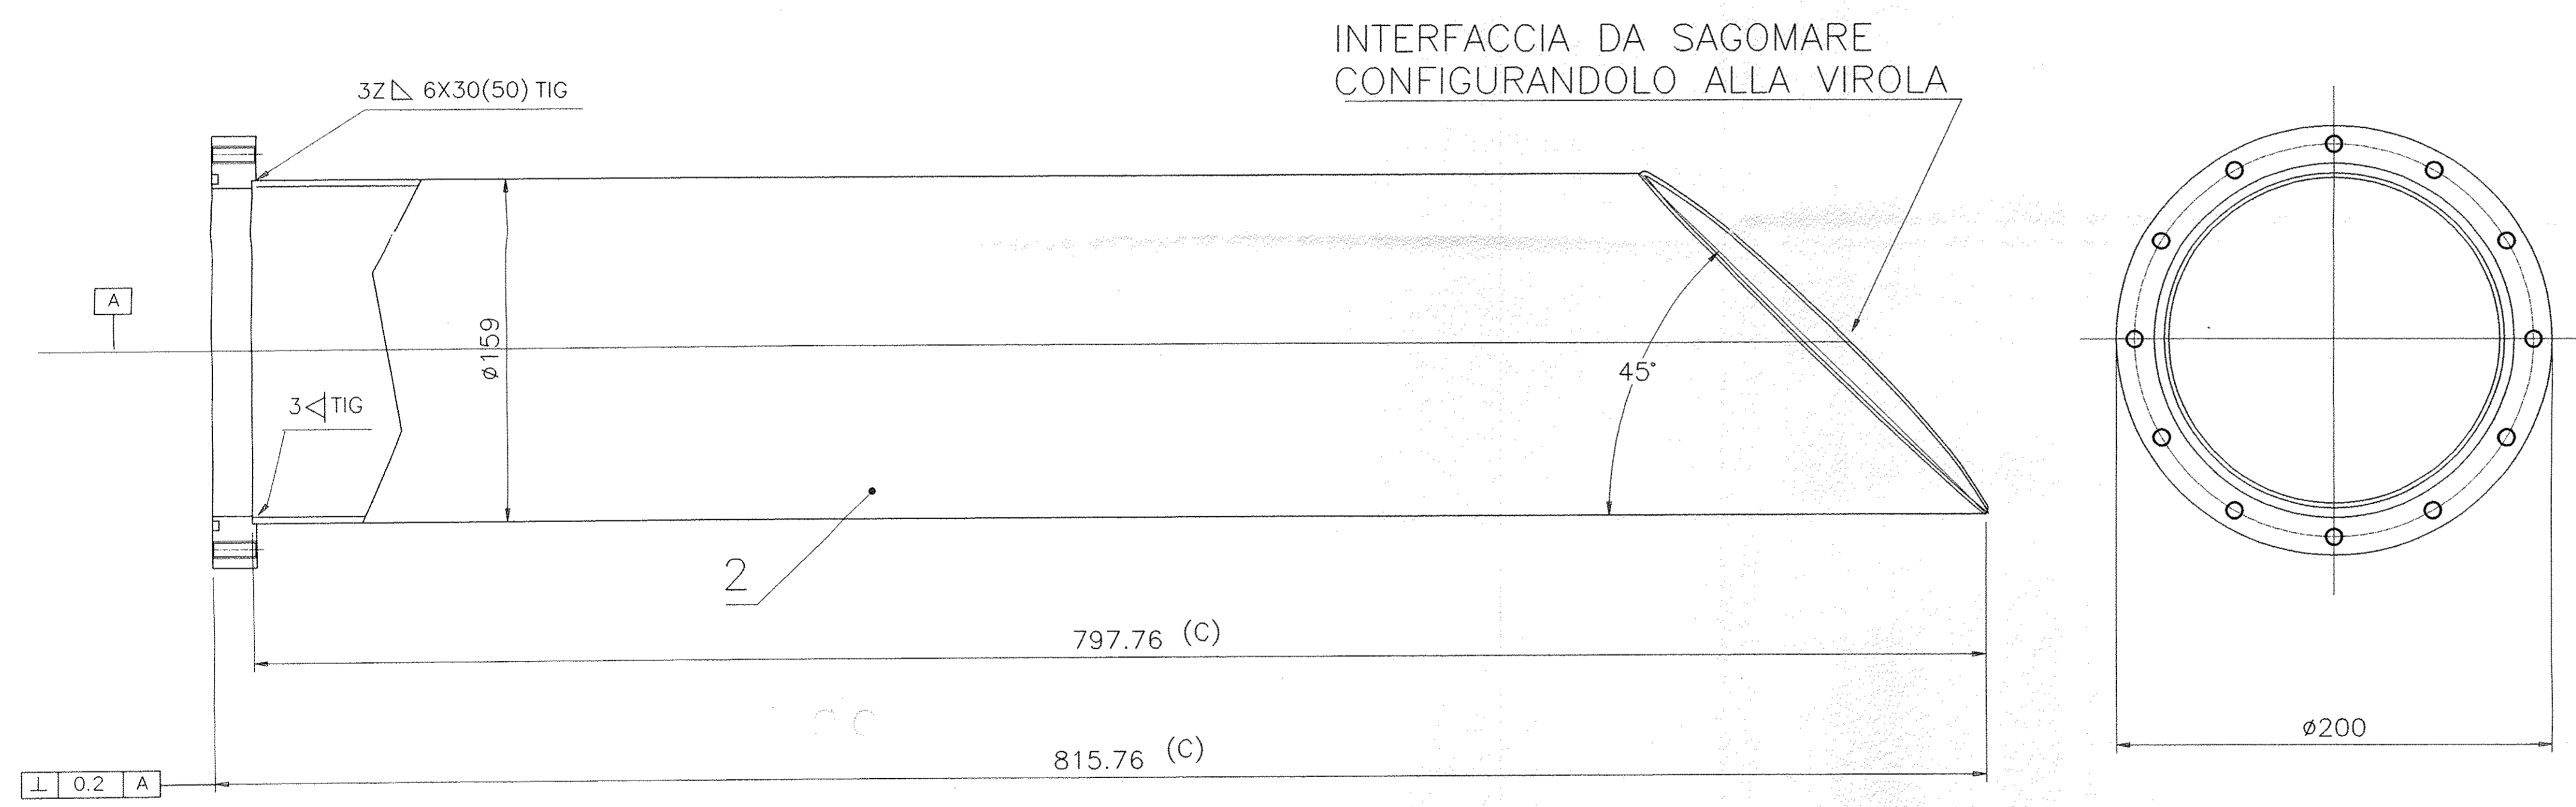 INTERFACCIA DA SAGOMARE
CONFIGURANDOLO ALLA VIROLA
3Z 6X30(50) TIG
A
ø159
45°
3 TIG
2
797.76 (C)
815.76 (C)
ø200
⊥ 0.2 A